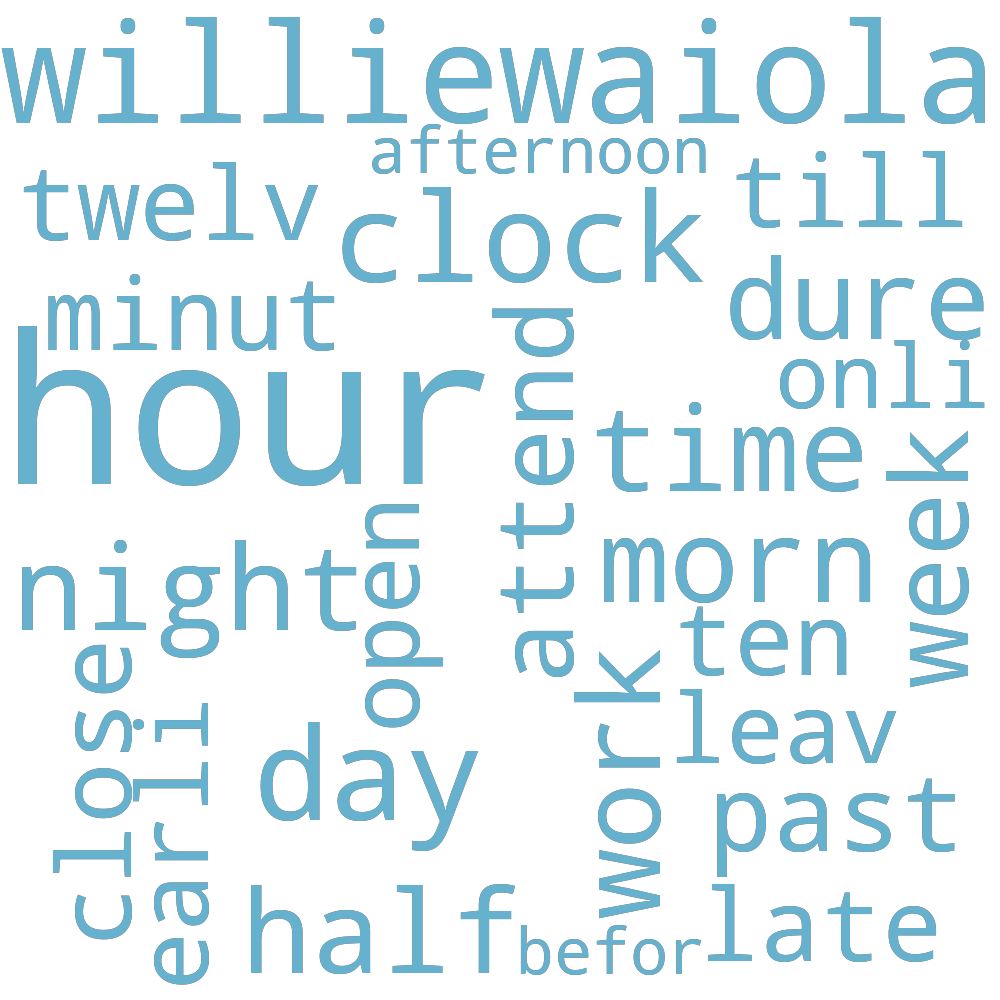 williewaiola
afternoon
twelv
clock
till
minut
dure
hour
attend
onli
time
week
night
open
morn
ten
close
earli
day
work
leav
past
half
befor
late